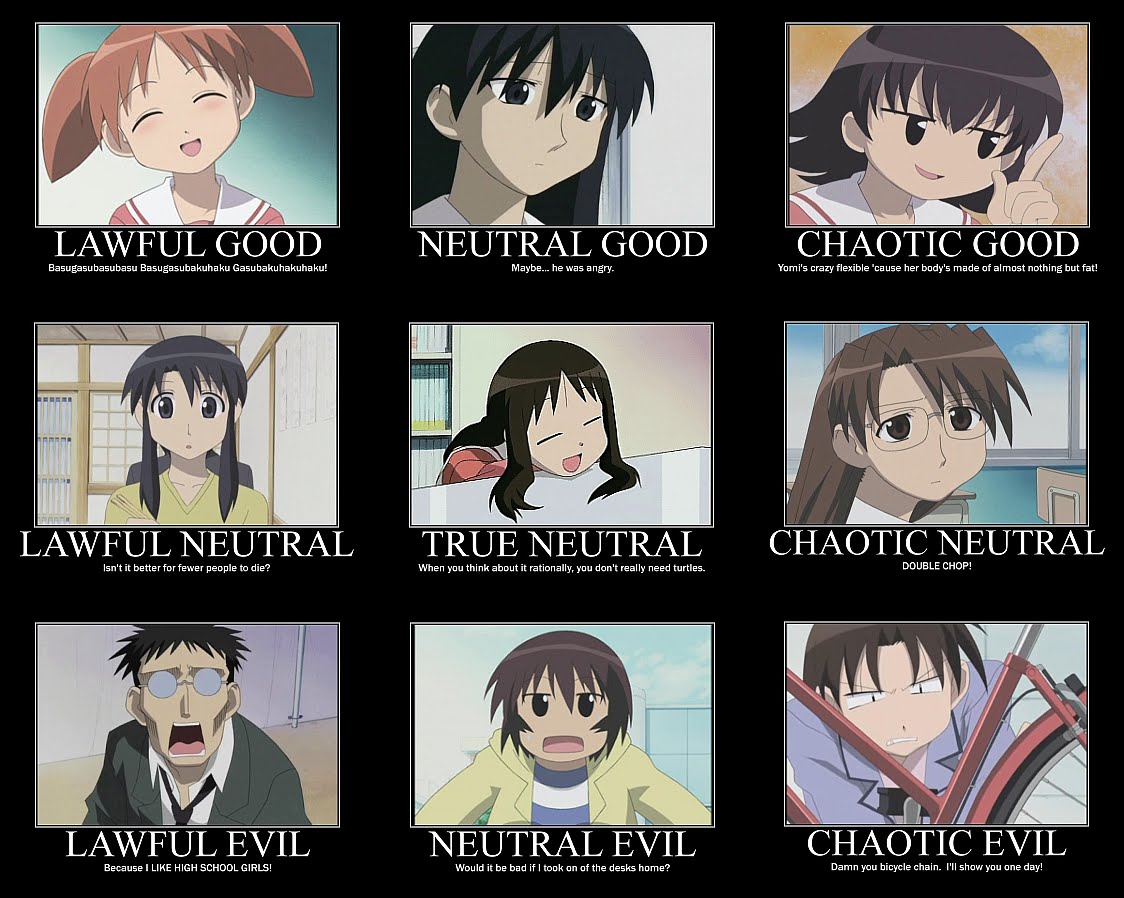 LAWFUL GOOD
Basugasubasubasu Basugasubakuhaku Gasubakuhakuhaku!
NEUTRAL GOOD
Maybe... he was angry.
CHAOTIC GOOD
Yomi's crazy flexible 'cause her body's made of almost nothing but fat!
LAWFUL NEUTRAL
Isn't it better for fewer people to die?
TRUE NEUTRAL
When you think about it rationally, you don't really need turtles.
CHAOTIC NEUTRAL
DOUBLE CHOP!
LAWFUL EVIL
Because I LIKE HIGH SCHOOL GIRLS!
NEUTRAL EVIL
Would it be bad if I took on of the desks home?
CHAOTIC EVIL
Damn you bicycle chain. I'll show you one day!